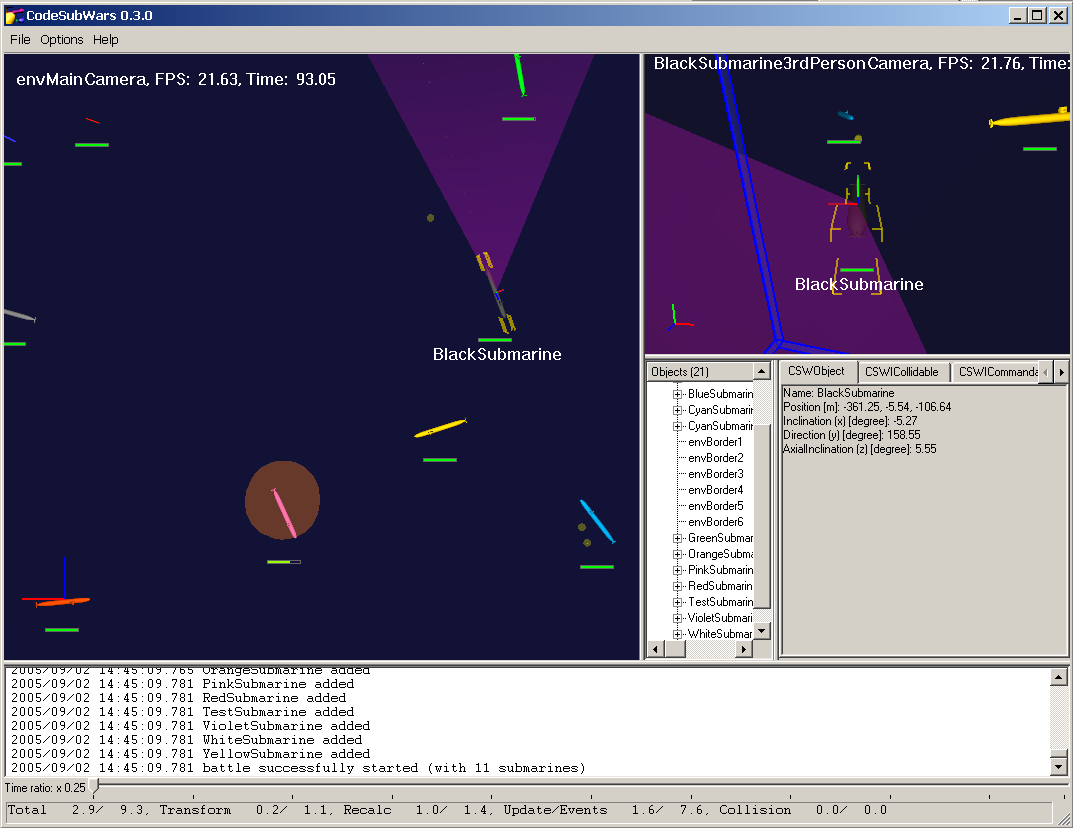 CodeSubWars 0.3.0
File Options Help
envMainCamera, FPS: 21.63, Time: 93.05
BlackSubmarine
BlackSubmarine3rdPersonCamera, FPS: 21.76, Time:
BlackSubmarine
Objects (21)
BlueSubmarin
CyanSubmarin
CyanSubmarin
envBorder1
envBorder2
envBorder3
envBorder4
envBorder5
envBorder6
GreenSubmar
OrangeSubma
PinkSubmarin
RedSubmarin
TestSubmarin
VioletSubmari
WhiteSubmar
CSWObject CSWICollidable CSWICommanda
Name: BlackSubmarine
Position [m]: -361.25, -5.54, -106.64
Inclination (x) [degree]: -5.27
Direction (y) [degree]: 158.55
AxialInclination (z) [degree]: 5.55
2005/09/02 14:45:09.765 OrangeSubmarine added
2005/09/02 14:45:09.781 PinkSubmarine added
2005/09/02 14:45:09.781 RedSubmarine added
2005/09/02 14:45:09.781 TestSubmarine added
2005/09/02 14:45:09.781 VioletSubmarine added
2005/09/02 14:45:09.781 WhiteSubmarine added
2005/09/02 14:45:09.781 YellowSubmarine added
2005/09/02 14:45:09.781 battle successfully started (with 11 submarines)
Time ratio: x 0.25
Total 2.9/ 9.3, Transform 0.2/ 1.1, Recalc 1.0/ 1.4, Update/Events 1.6/ 7.6, Collision 0.0/ 0.0